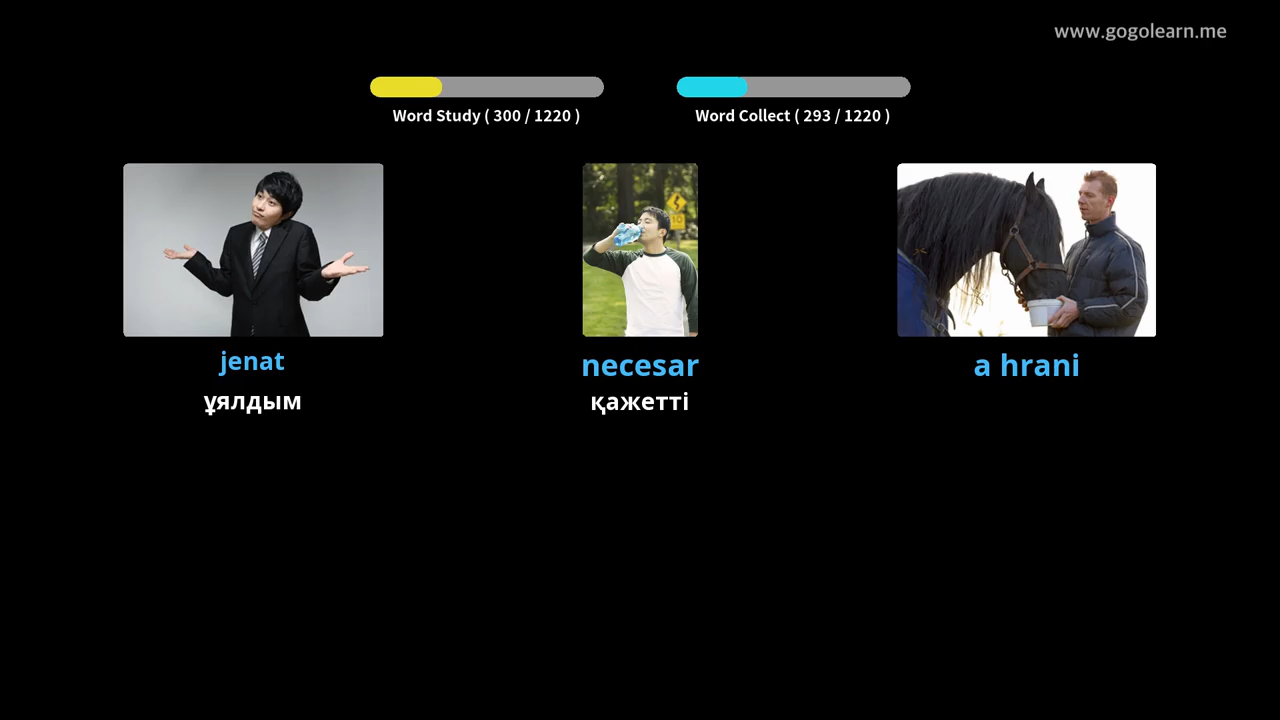 www.gogolearn.me
Word Study ( 300 / 1220 )
Word Collect ( 293 / 1220 )
jenat
ұялдым
necesar
қажетті
a hrani